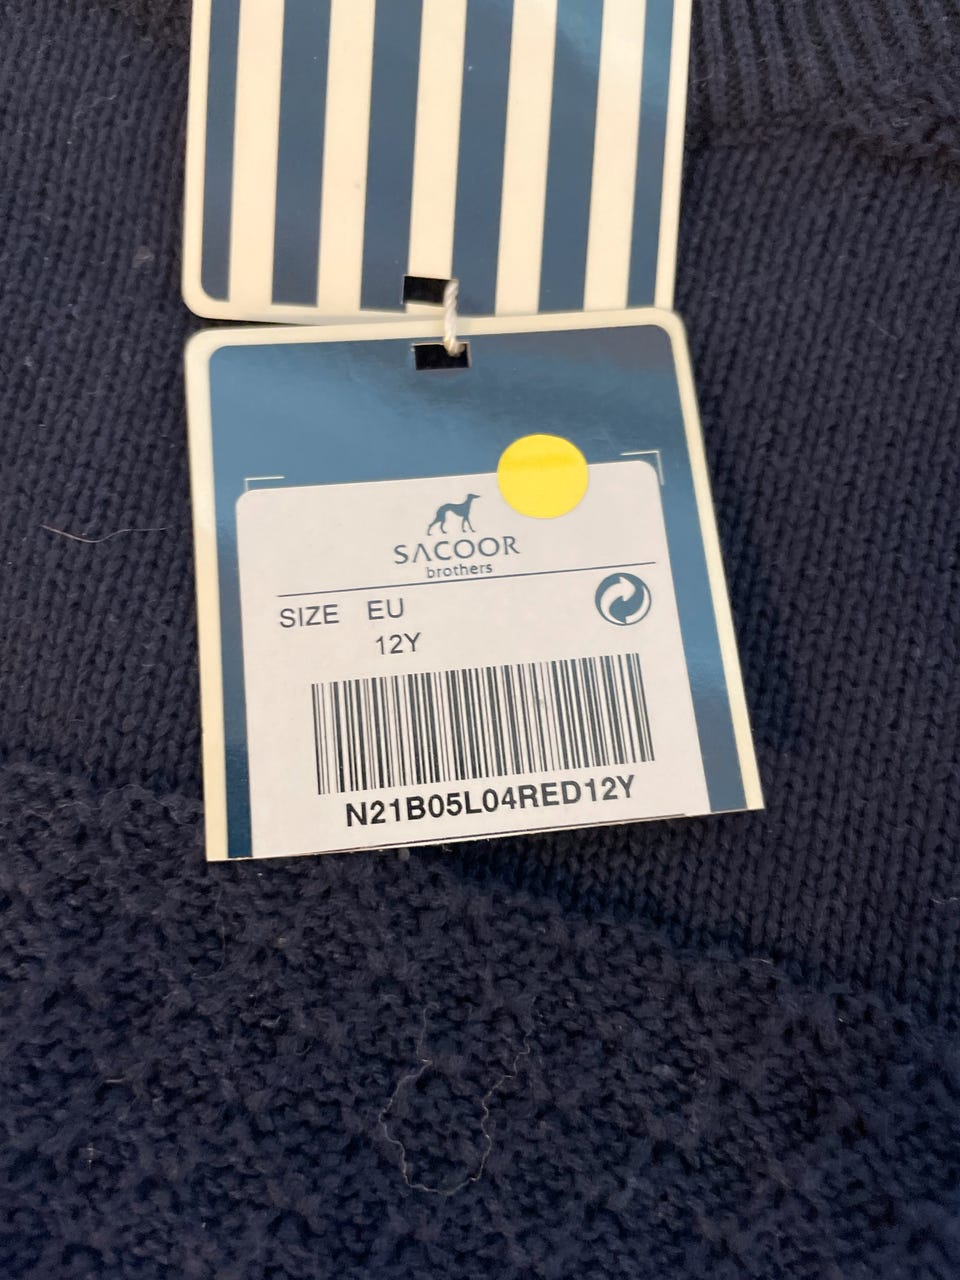 SACOOR
brothers
SIZE EU
12Y
N21B05L04RED12Y